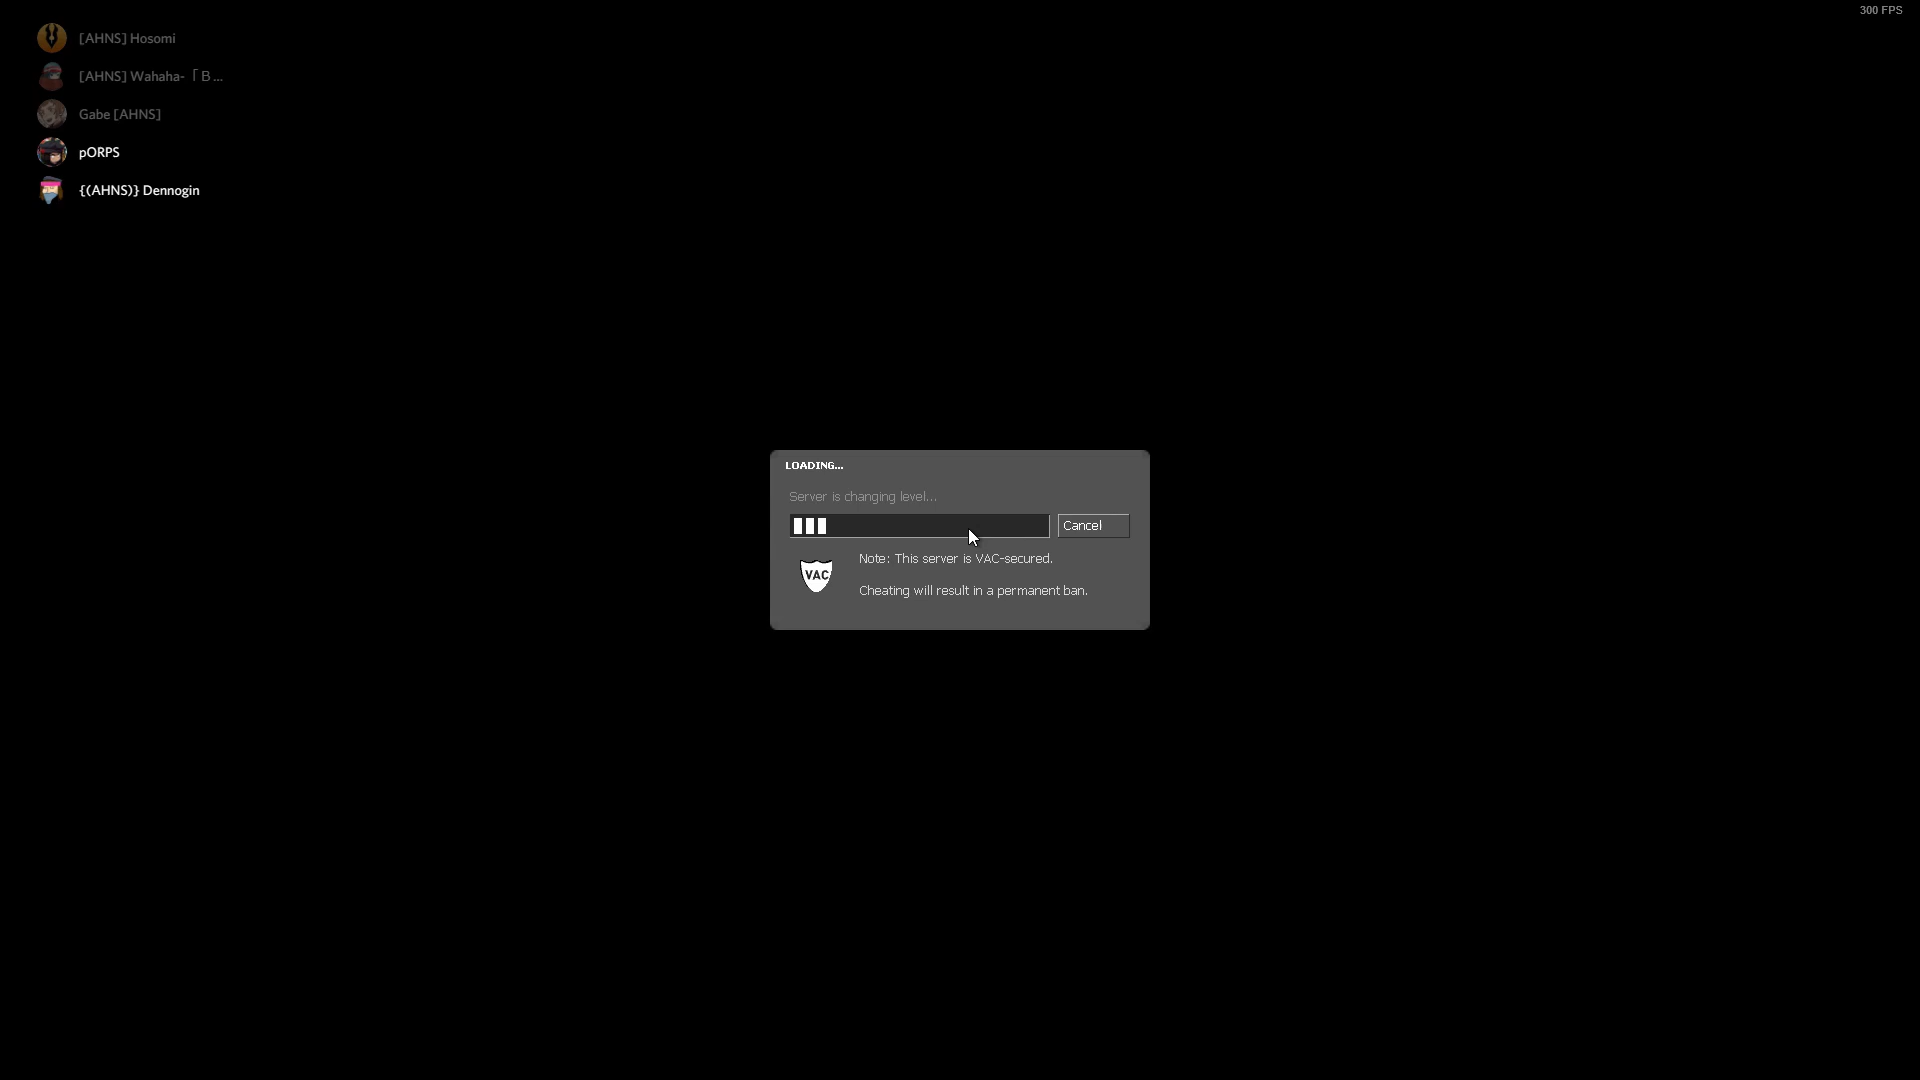 300 FPS
[AHNS] Hosomi
[AHNS] Wahaha-「B...
Gabe [AHNS]
pORPS
{(AHNS)} Dennogin
LOADING...
Server is changing level...
Cancel
VAC
Note: This server is VAC-secured.
Cheating will result in a permanent ban.